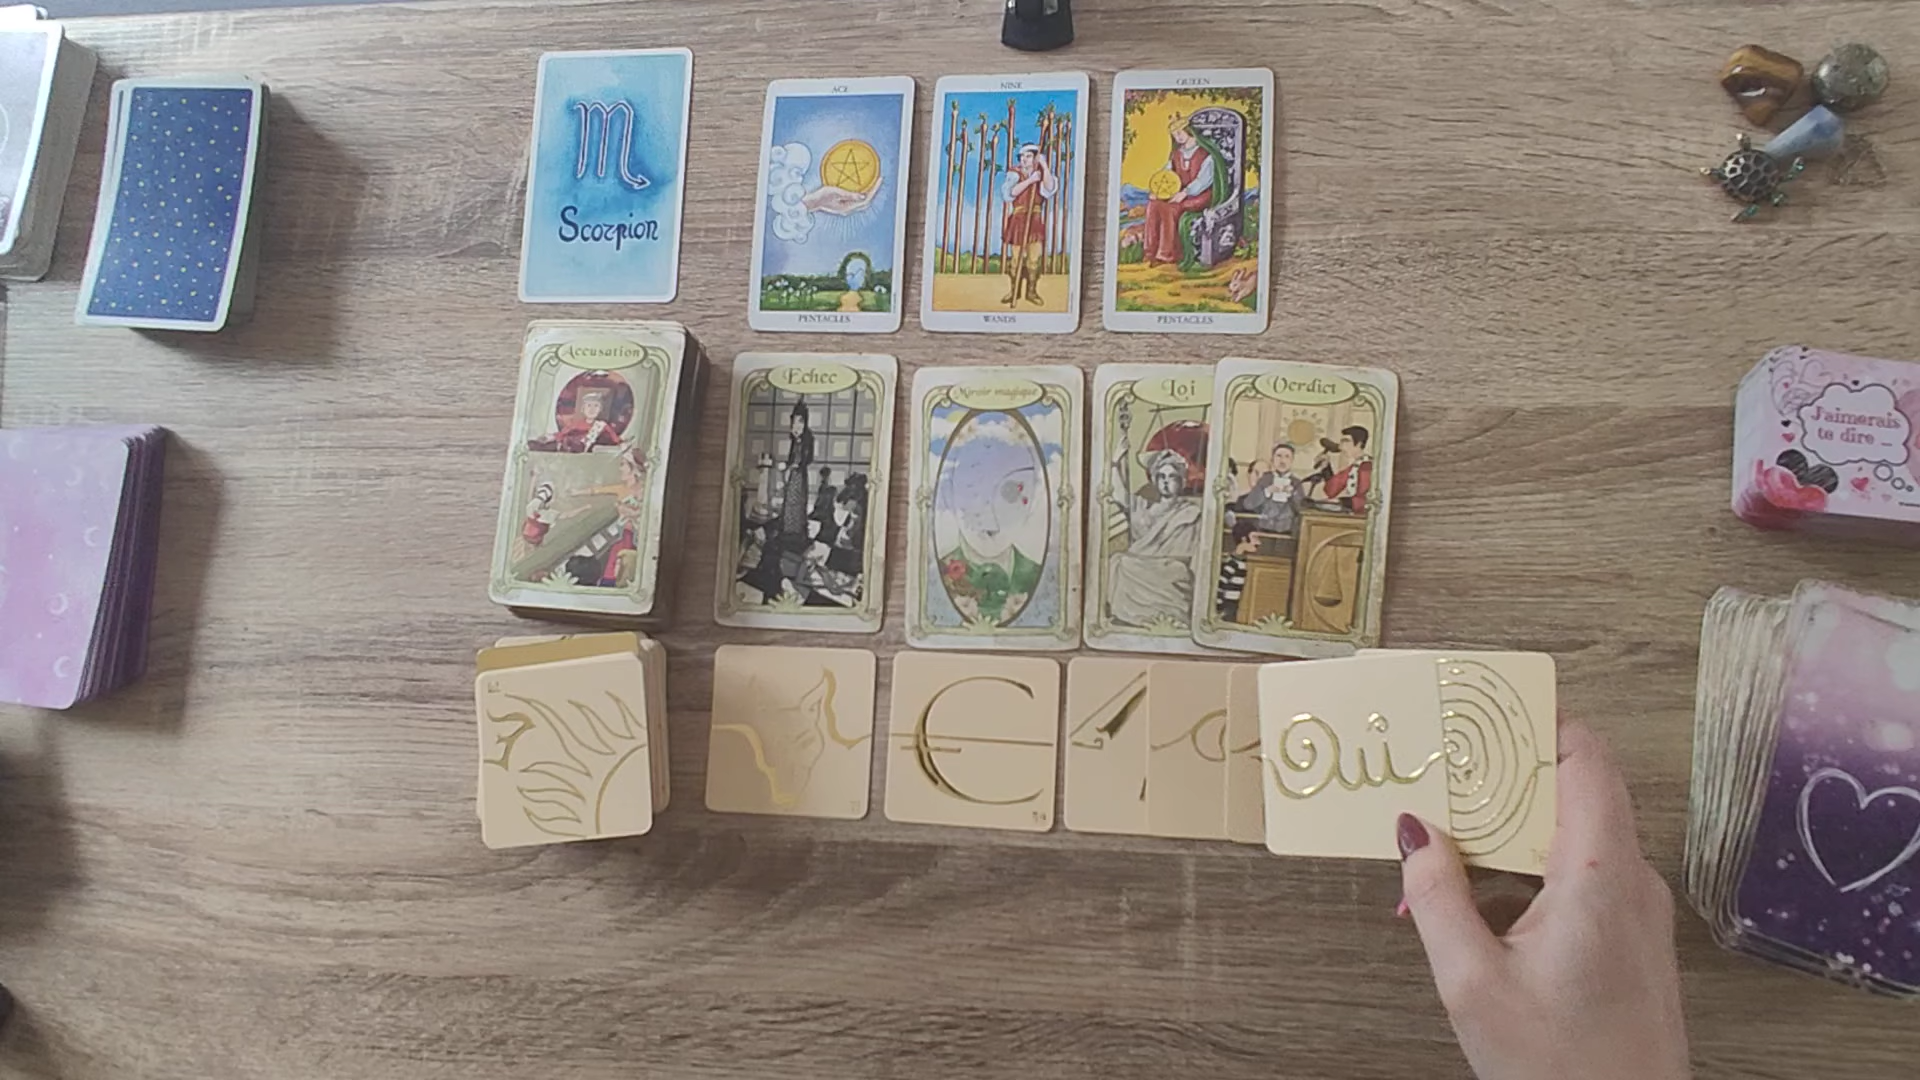 Scorpion
ACE
PENTACLES
NINE
WANDS
QUEEN
PENTACLES
Accusation
Echec
Miroir magique
Loi
Verdict
J'aimerais
te dire ...
Oui